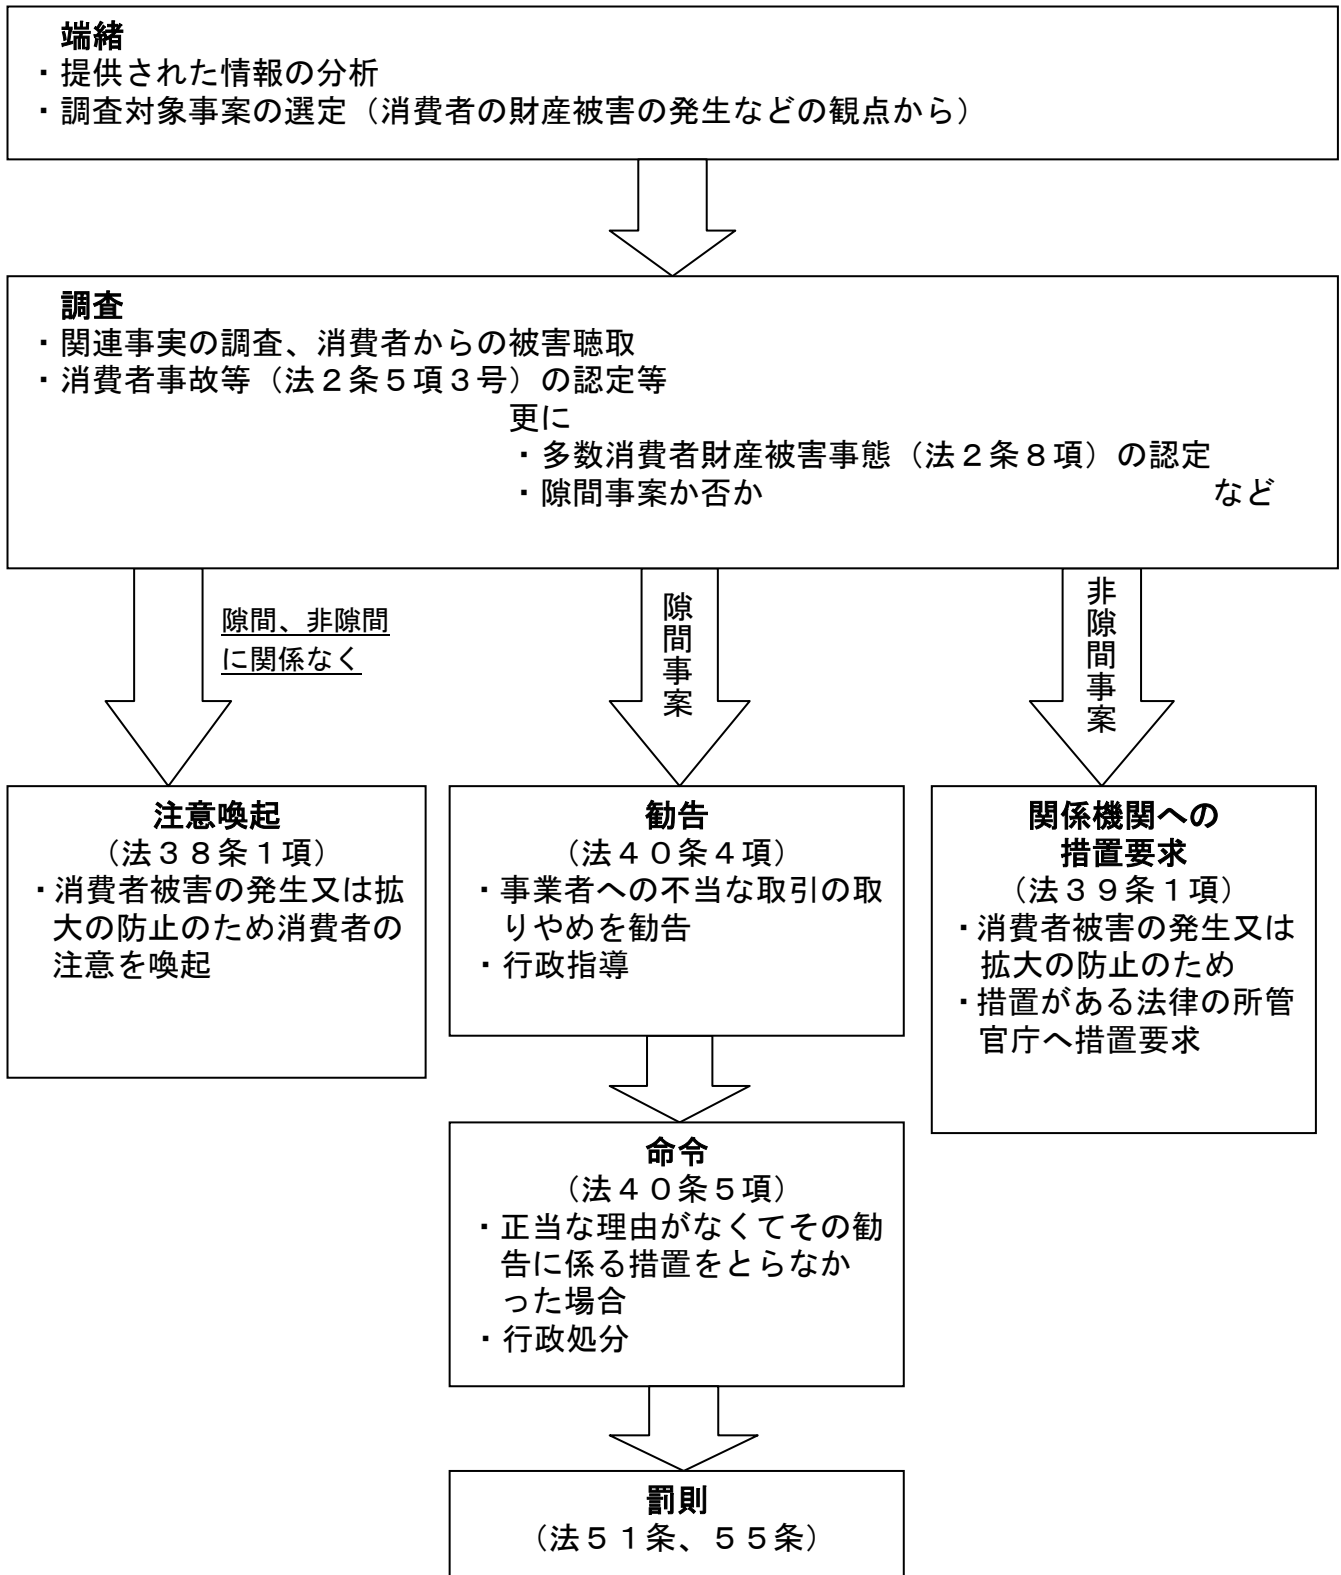 端緒
・提供された情報の分析
・調査対象事案の選定（消費者の財産被害の発生などの観点から）
調査
・関連事実の調査、消費者からの被害聴取
・消費者事故等（法２条５項３号）の認定等
更に
・多数消費者財産被害事態（法２条８項）の認定
・隙間事案か否か　など
隙間、非隙間
に関係なく
隙間事案
非隙間事案
注意喚起
（法３８条１項）
・消費者被害の発生又は拡
大の防止のため消費者の
注意を喚起
勧告
（法４０条４項）
・事業者への不当な取引の取
りやめを勧告
・行政指導
関係機関への
措置要求
（法３９条１項）
・消費者被害の発生又は
拡大の防止のため
・措置がある法律の所管
官庁へ措置要求
命令
（法４０条５項）
・正当な理由がなくてその勧
告に係る措置をとらなか
った場合
・行政処分
罰則
（法５１条、５５条）